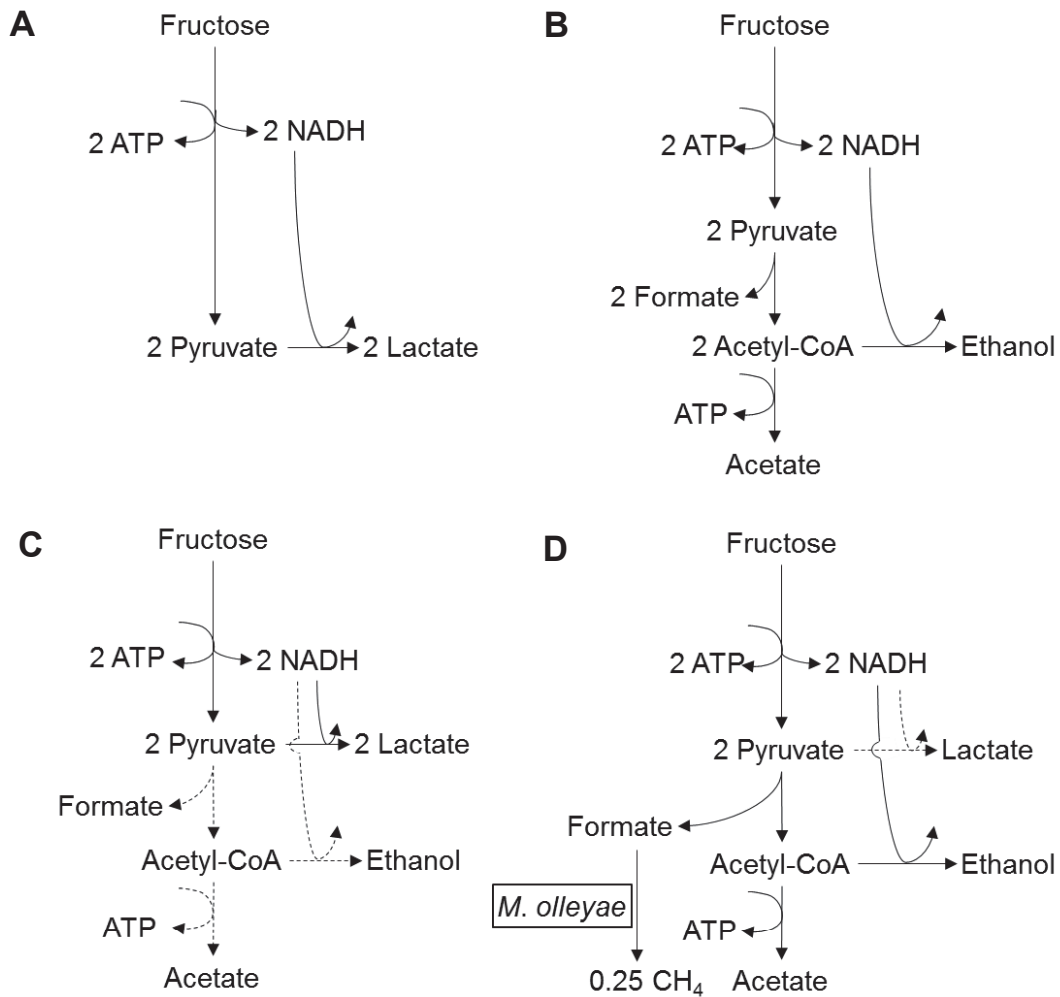 A
Fructose
2 ATP
2 NADH
2 Pyruvate
2 Lactate
B
Fructose
2 ATP
2 NADH
2 Pyruvate
2 Formate
2 Acetyl-CoA
Ethanol
ATP
Acetate
C
Fructose
2 ATP
2 NADH
2 Pyruvate
2 Lactate
Formate
Acetyl-CoA
Ethanol
ATP
Acetate
D
Fructose
2 ATP
2 NADH
2 Pyruvate
Lactate
Formate
Acetyl-CoA
Ethanol
M. olleyae
ATP
0.25 CH₄
Acetate